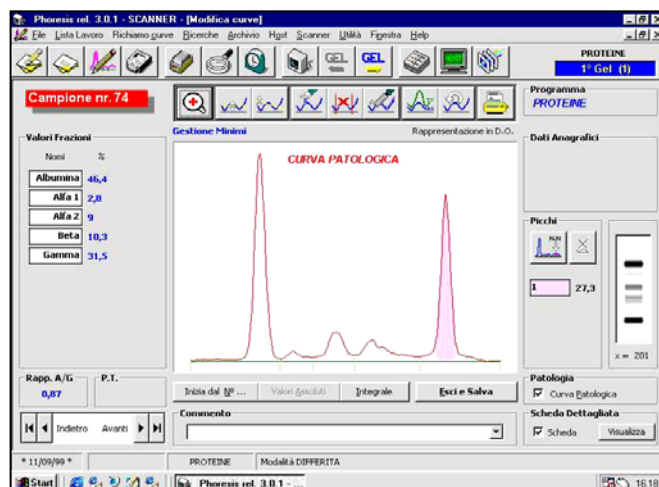 Phoresis rel. 3.0.1 - SCANNER - [Modifica curve]
File Lista Lavoro Richiamo curve Ricerche Archivio Host Scanner Utilità Finestra Help
GEL GEL
PROTEINE
1° Gel (1)
Campione nr. 74
Programma
PROTEINE
Gestione Minimi
Rappresentazione in D.O.
Valori Frazioni
Nomi %
Albumina 46,4
Alfa 1 2,8
Alfa 2 9
Beta 10,3
Gamma 31,5
CURVA PATOLOGICA
Dati Anagrafici
Picchi
N.N
1 27,3
x = 201
Rapp. A/G
0,87
P.T.
Inizia dal Nº ...
Valori Assoluti
Integrale
Esci e Salva
Patologia
Curva Patologica
Indietro Avanti
Commento
Scheda Dettagliata
Scheda
Visualizza
* 11/09/99 *
PROTEINE
Modalità DIFFERITA
Start
Phoresis rel. 3.0.1 - ...
16.18